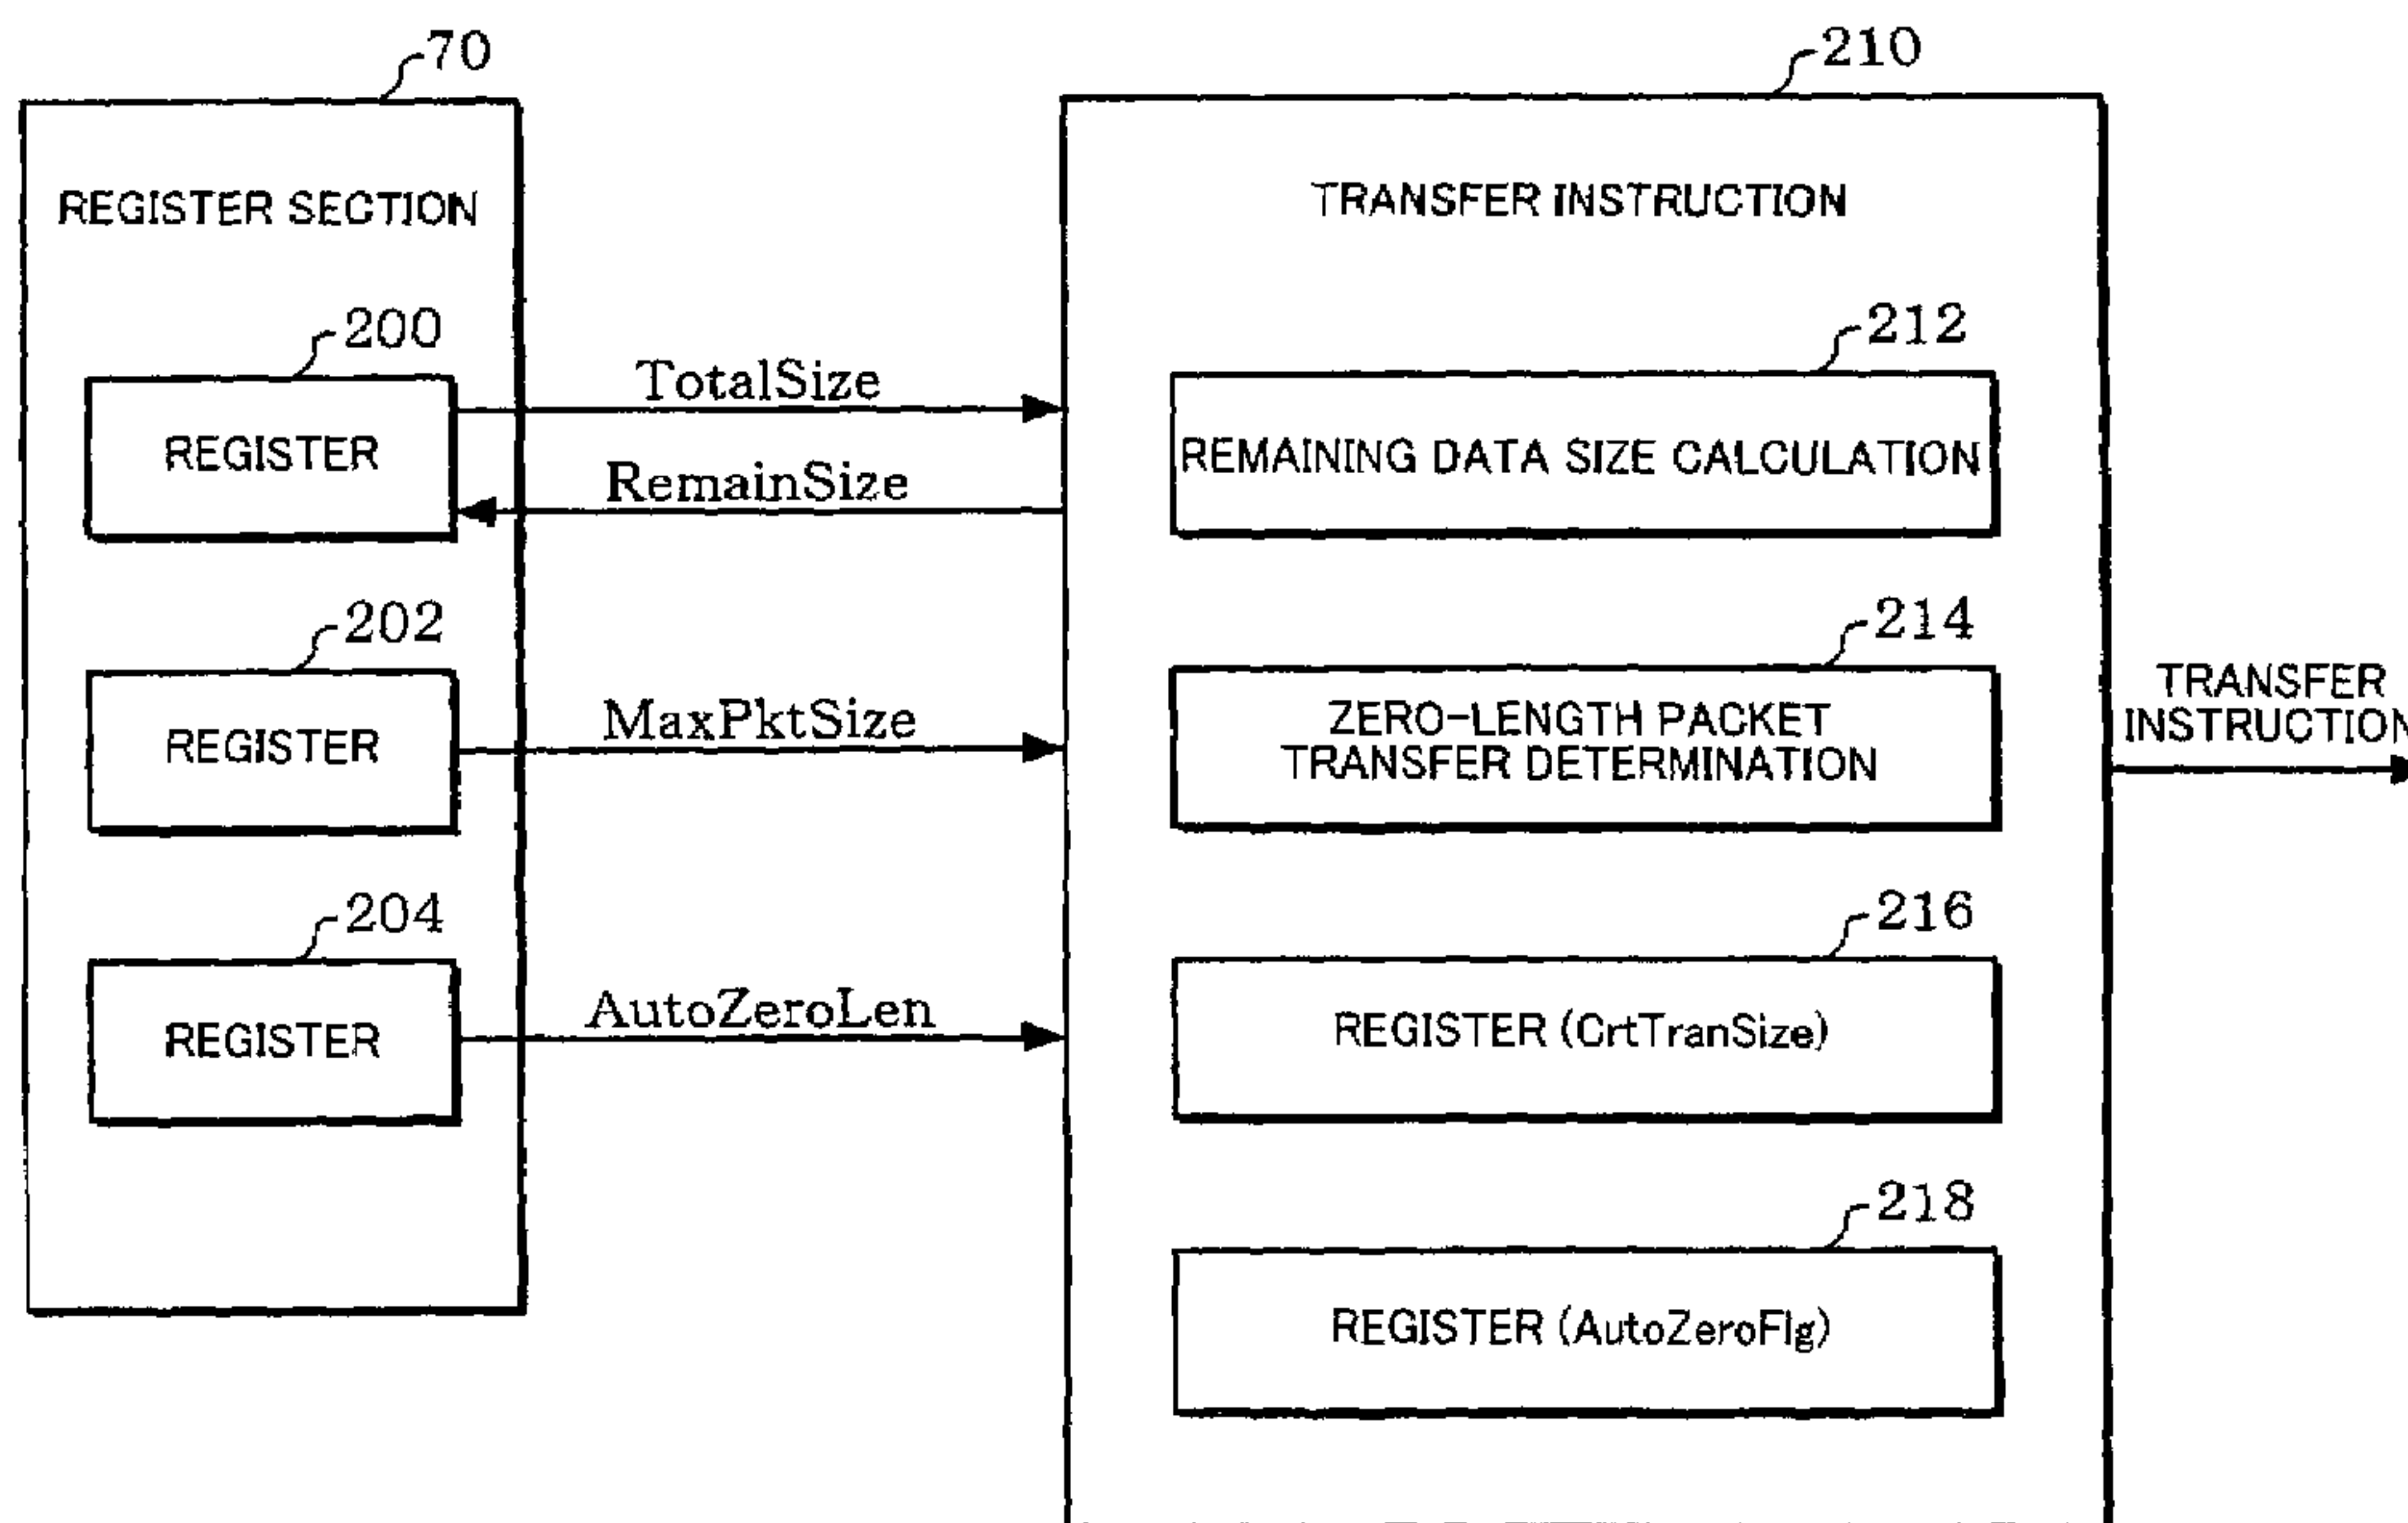 70
210
REGISTER SECTION
TRANSFER INSTRUCTION
200
212
TotalSize
REGISTER
RemainSize
REMAINING DATA SIZE CALCULATION
202
214
REGISTER
MaxPktSize
ZERO-LENGTH PACKET
TRANSFER DETERMINATION
TRANSFER
INSTRUCTION
204
216
REGISTER
AutoZeroLen
REGISTER (CrtTranSize)
218
REGISTER (AutoZeroFlg)